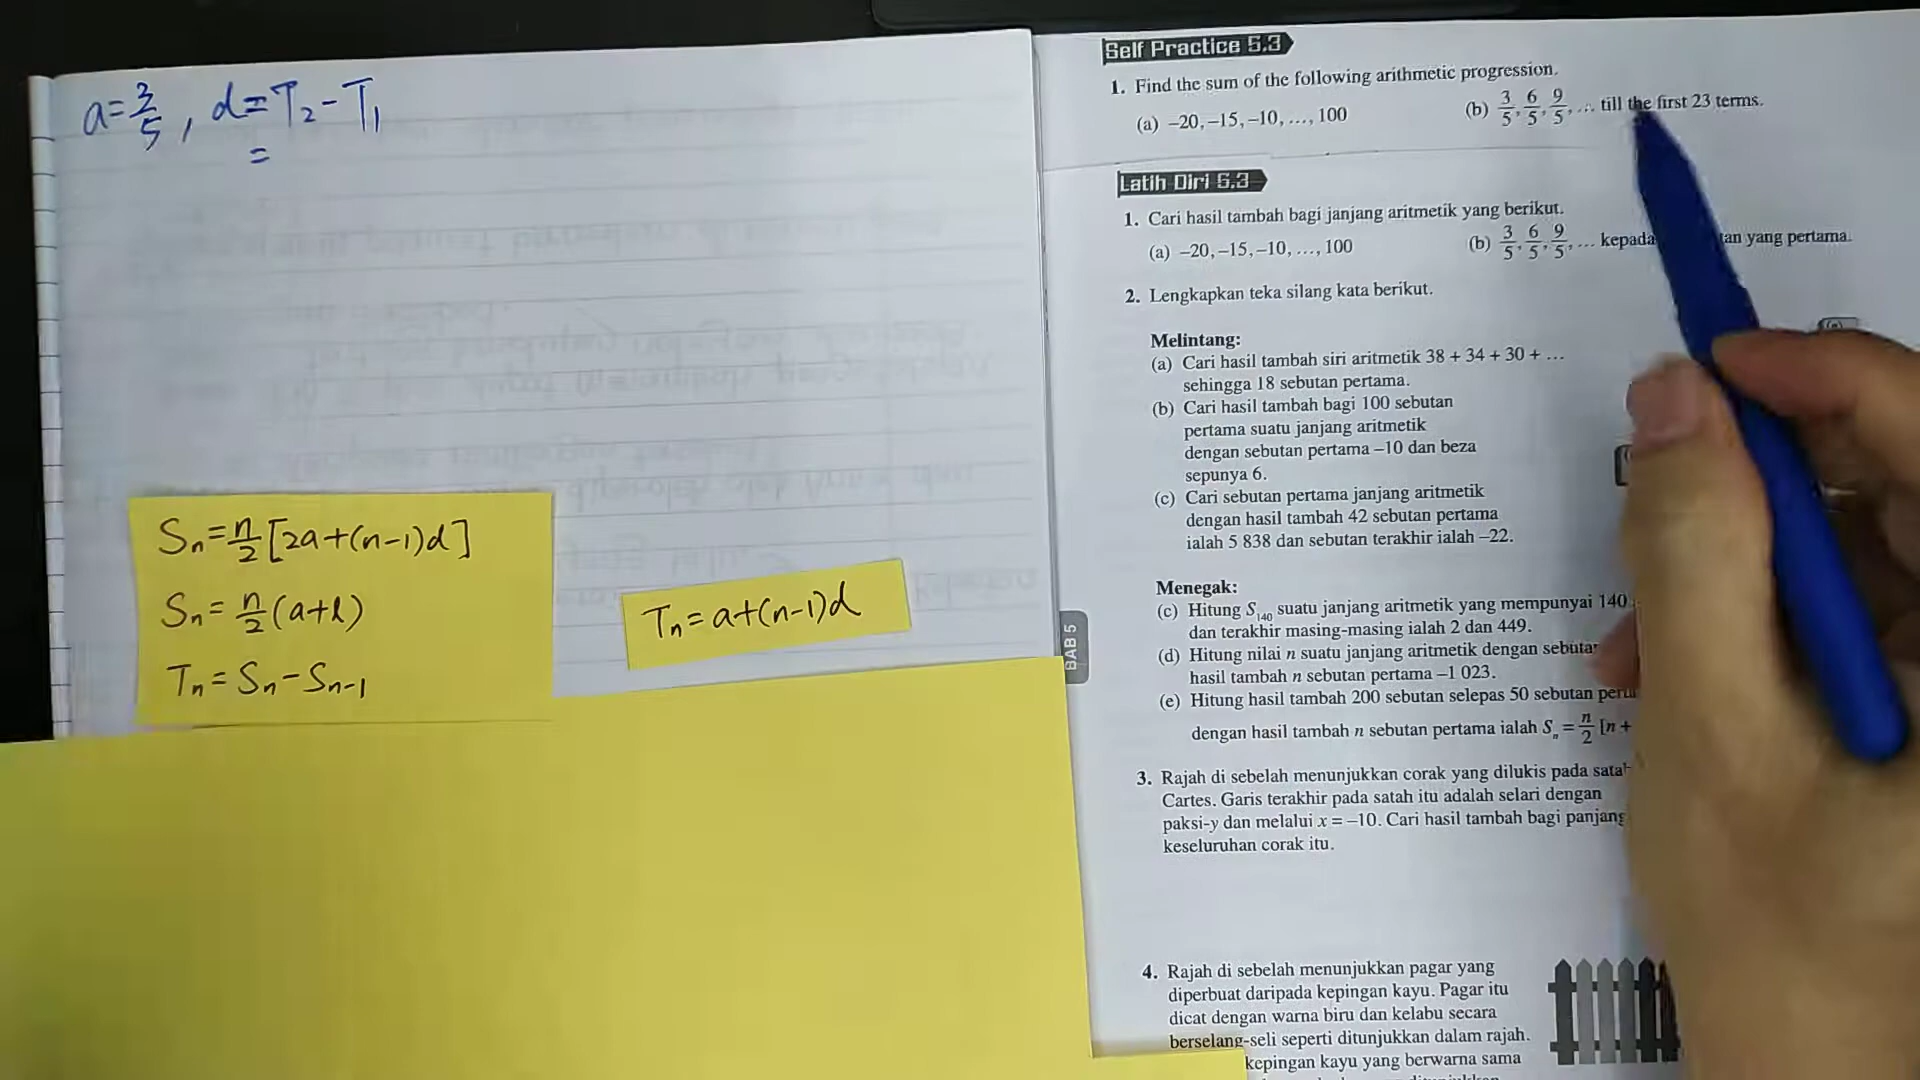 a=3/5, d=T₂-T₁
=
Sₙ=n/2[2a+(n-1)d]
Sₙ=n/2(a+l)
Tₙ=Sₙ-Sₙ₋₁
Tₙ=a+(n-1)d
Self Practice 5.3
1. Find the sum of the following arithmetic progression.
(a) –20, –15, –10, …, 100 (b) 3/5, 6/5, 9/5, … till the first 23 terms.
Latih Diri 5.3
1. Cari hasil tambah bagi janjang aritmetik yang berikut.
(a) –20, –15, –10, …, 100 (b) 3/5, 6/5, 9/5, … kepada yang pertama.
2. Lengkapkan teka silang kata berikut.
Melintang:
(a) Cari hasil tambah siri aritmetik 38 + 34 + 30 + …
sehingga 18 sebutan pertama.
(b) Cari hasil tambah bagi 100 sebutan
pertama suatu janjang aritmetik
dengan sebutan pertama –10 dan beza
sepunya 6.
(c) Cari sebutan pertama janjang aritmetik
dengan hasil tambah 42 sebutan pertama
ialah 5 838 dan sebutan terakhir ialah –22.
Menegak:
(c) Hitung S₁₄₀ suatu janjang aritmetik yang mempunyai 140
dan terakhir masing-masing ialah 2 dan 449.
(d) Hitung nilai n suatu janjang aritmetik dengan
hasil tambah n sebutan pertama –1 023.
(e) Hitung hasil tambah 200 sebutan selepas 50 sebutan
dengan hasil tambah n sebutan pertama ialah Sₙ = n/2 [n +
3. Rajah di sebelah menunjukkan corak yang dilukis pada
Cartes. Garis terakhir pada satah itu adalah selari dengan
paksi-y dan melalui x = –10. Cari hasil tambah bagi
keseluruhan corak itu.
BAB 5
4. Rajah di sebelah menunjukkan pagar yang
diperbuat daripada kepingan kayu. Pagar itu
dicat dengan warna biru dan kelabu secara
berselang-seli seperti ditunjukkan dalam rajah.
kepingan kayu yang berwarna sama